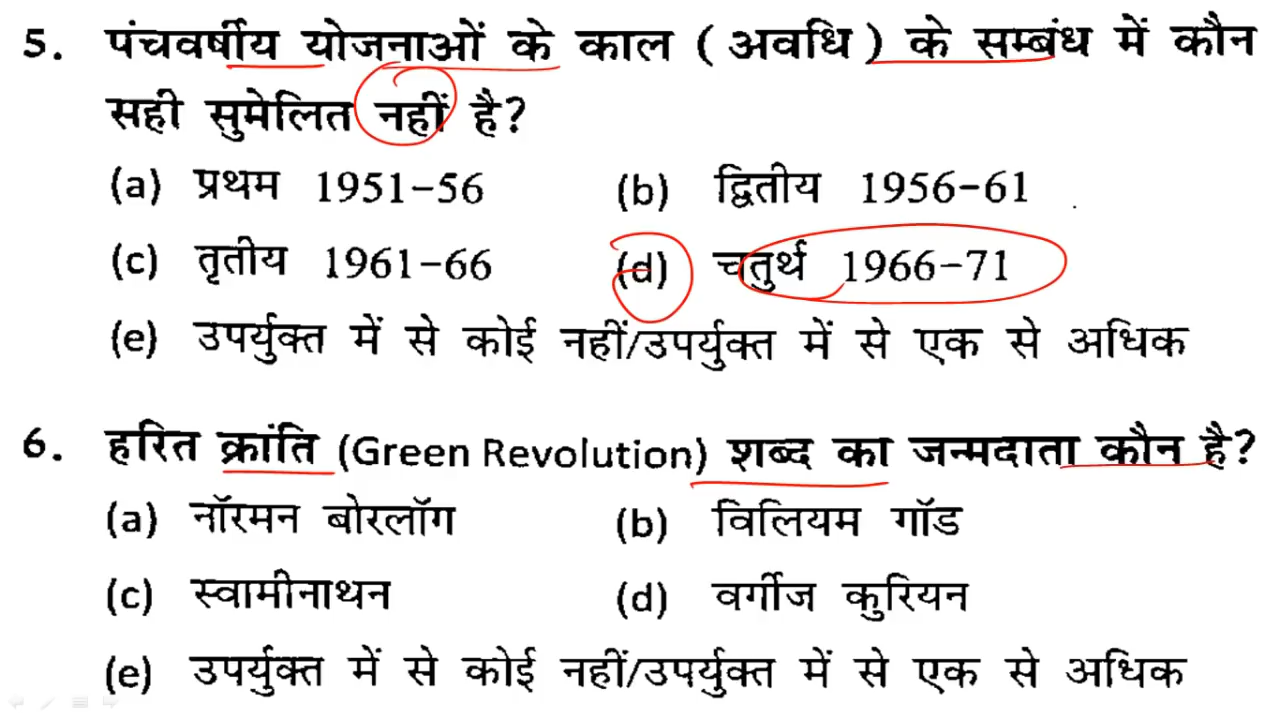 5. पंचवर्षीय योजनाओं के काल (अवधि) के सम्बंध में कौन
सही सुमेलित नहीं है?
(a) प्रथम 1951-56 (b) द्वितीय 1956-61
(c) तृतीय 1961-66 (d) चतुर्थ 1966-71
(e) उपर्युक्त में से कोई नहीं/उपर्युक्त में से एक से अधिक
6. हरित क्रांति (Green Revolution) शब्द का जन्मदाता कौन है?
(a) नॉरमन बोरलॉग (b) विलियम गॉड
(c) स्वामीनाथन (d) वर्गीज कुरियन
(e) उपर्युक्त में से कोई नहीं/उपर्युक्त में से एक से अधिक